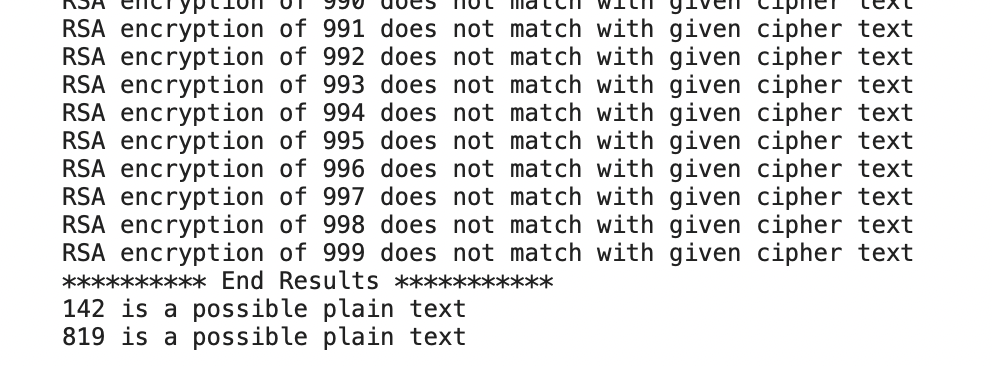 RSA encryption of 990 does not match with given cipher text
RSA encryption of 991 does not match with given cipher text
RSA encryption of 992 does not match with given cipher text
RSA encryption of 993 does not match with given cipher text
RSA encryption of 994 does not match with given cipher text
RSA encryption of 995 does not match with given cipher text
RSA encryption of 996 does not match with given cipher text
RSA encryption of 997 does not match with given cipher text
RSA encryption of 998 does not match with given cipher text
RSA encryption of 999 does not match with given cipher text
********** End Results ***********
142 is a possible plain text
819 is a possible plain text